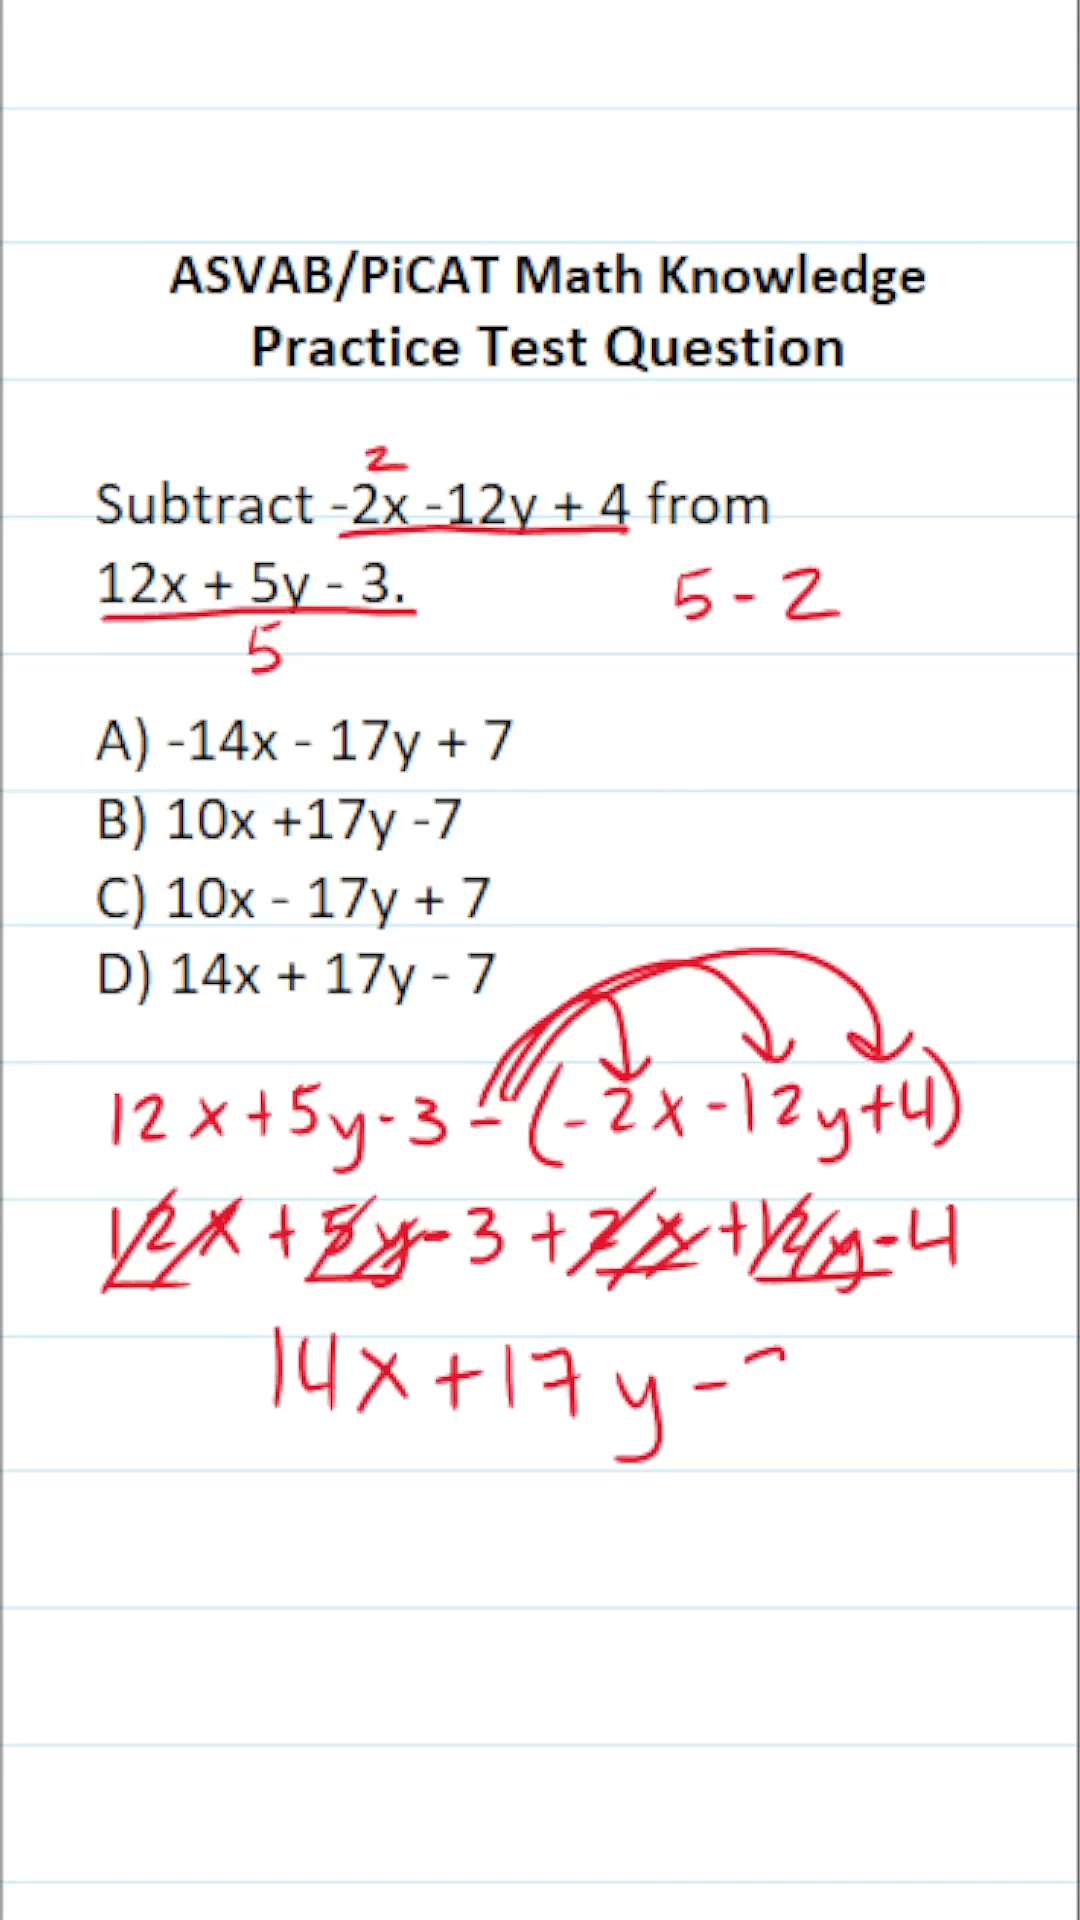 ASVAB/PiCAT Math Knowledge
Practice Test Question
2
Subtract -2x -12y + 4 from
12x + 5y - 3.
5 - 2
5
A) -14x - 17y + 7
B) 10x +17y -7
C) 10x - 17y + 7
D) 14x + 17y - 7
12x+5y-3-(-2x-12y+4)
12x+5y-3+2x+12y-4
14x+17y-